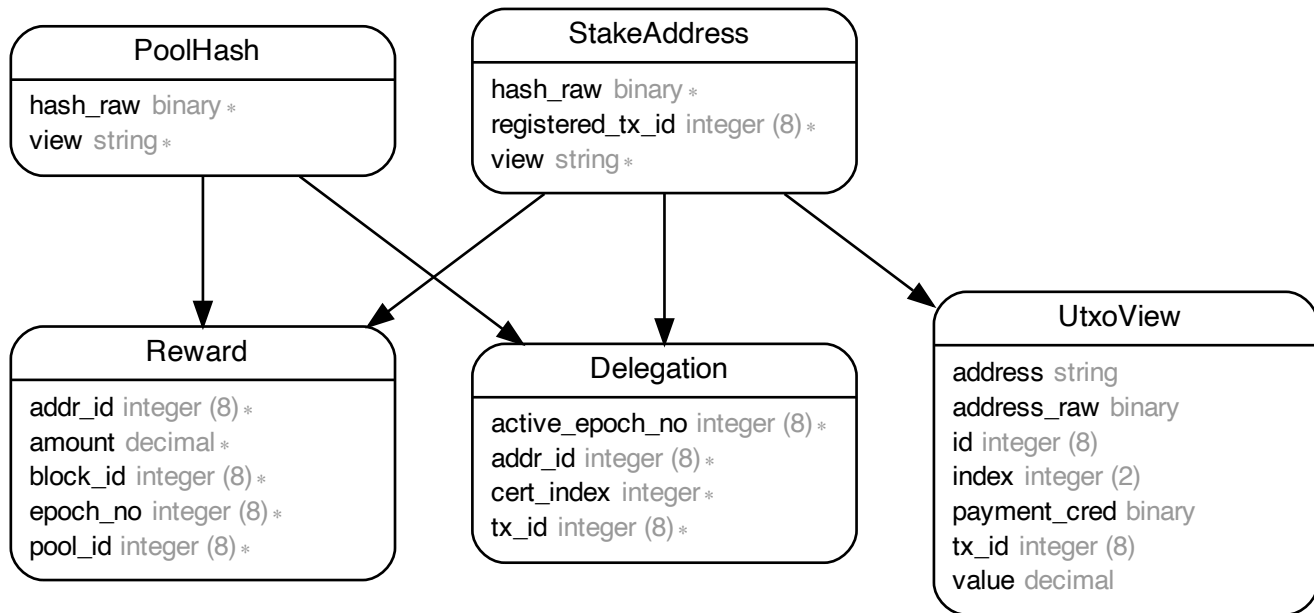 PoolHash
hash_raw binary *
view string *
StakeAddress
hash_raw binary *
registered_tx_id integer (8) *
view string *
Reward
addr_id integer (8) *
amount decimal *
block_id integer (8) *
epoch_no integer (8) *
pool_id integer (8) *
Delegation
active_epoch_no integer (8) *
addr_id integer (8) *
cert_index integer *
tx_id integer (8) *
UtxoView
address string
address_raw binary
id integer (8)
index integer (2)
payment_cred binary
tx_id integer (8)
value decimal